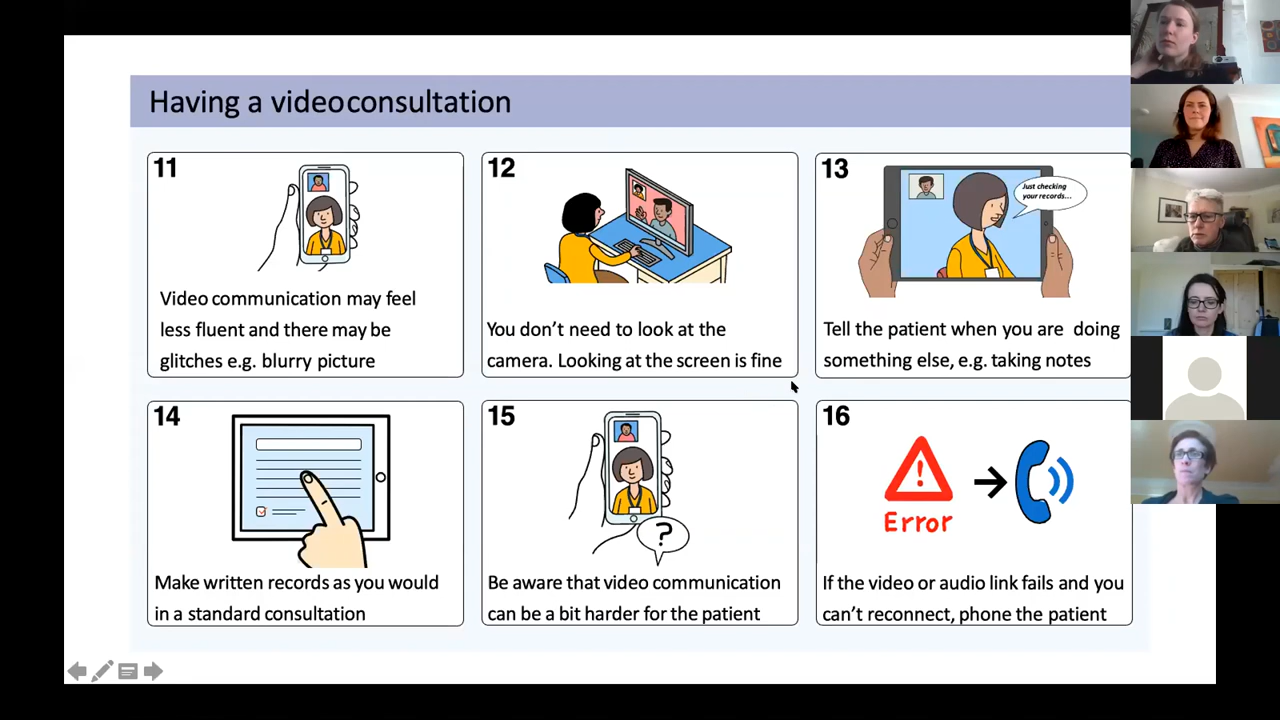 Having a video consultation
11
Video communication may feel
less fluent and there may be
glitches e.g. blurry picture
12
You don’t need to look at the
camera. Looking at the screen is fine
13
Just checking
your records...
Tell the patient when you are doing
something else, e.g. taking notes
14
Make written records as you would
in a standard consultation
15
?
Be aware that video communication
can be a bit harder for the patient
16
!
Error
If the video or audio link fails and you
can’t reconnect, phone the patient